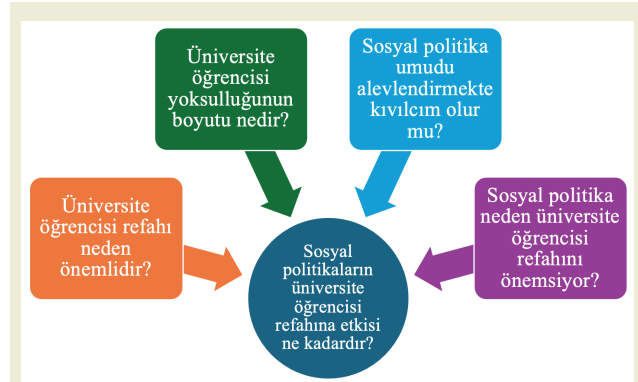 Üniversite
öğrencisi
yoksulluğunun
boyutu nedir?
Sosyal politika
umudu
alevlendirmekte
kıvılcım olur
mu?
Üniversite
öğrencisi refahı
neden
önemlidir?
Sosyal politika
neden üniversite
öğrencisi
refahını
önemsiyor?
Sosyal
politikaların
üniversite
öğrencisi
refahına etkisi
ne kadardır?